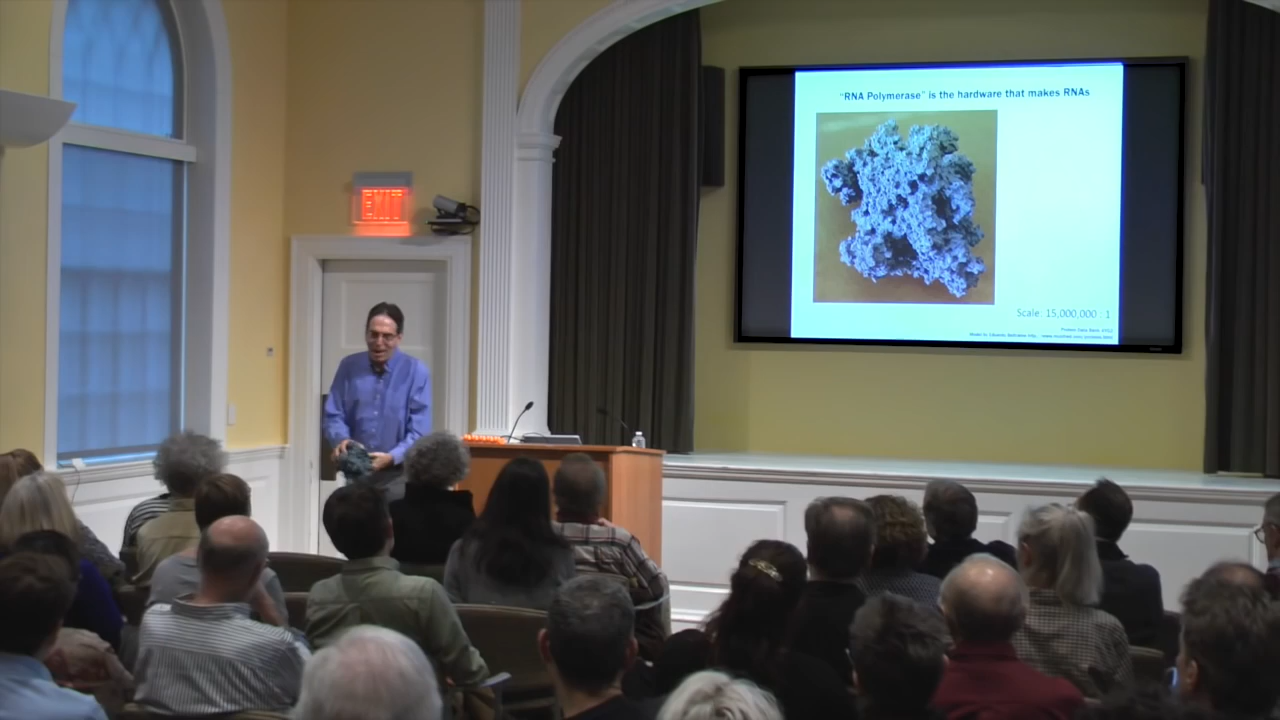 "RNA Polymerase" is the hardware that makes RNAs
EXIT
Scale: 15,000,000 : 1